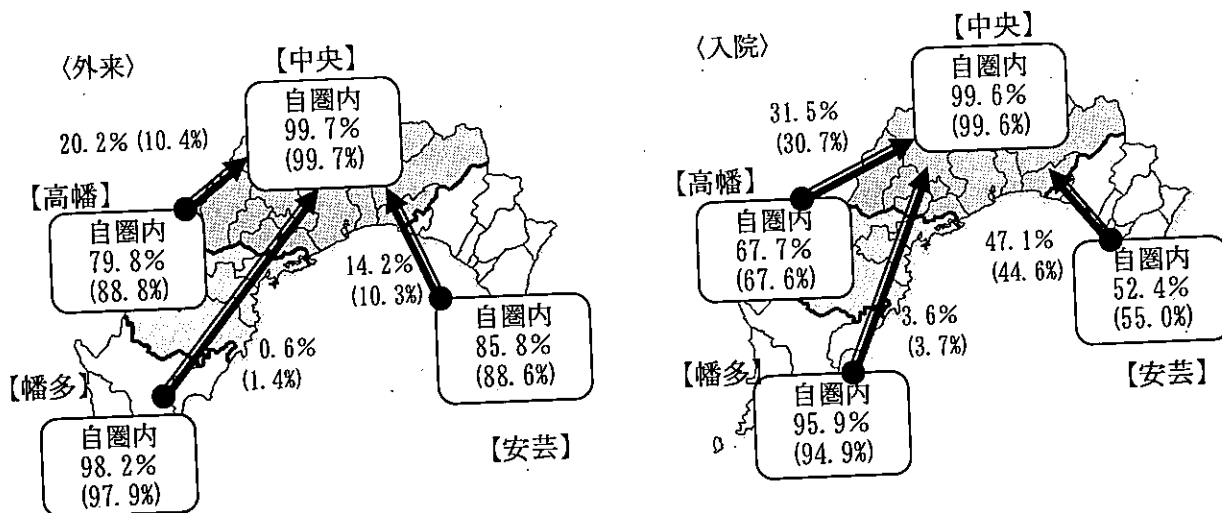 〈外来〉
【中央】
自圏内
99.7%
(99.7%)
20.2% (10.4%)
【高幡】
自圏内
79.8%
(88.8%)
14.2%
(10.3%)
自圏内
85.8%
(88.6%)
0.6%
(1.4%)
【幡多】
自圏内
98.2%
(97.9%)
【安芸】
〈入院〉
【中央】
自圏内
99.6%
(99.6%)
31.5%
(30.7%)
【高幡】
自圏内
67.7%
(67.6%)
47.1%
(44.6%)
自圏内
52.4%
(55.0%)
3.6%
(3.7%)
【幡多】
自圏内
95.9%
(94.9%)
【安芸】